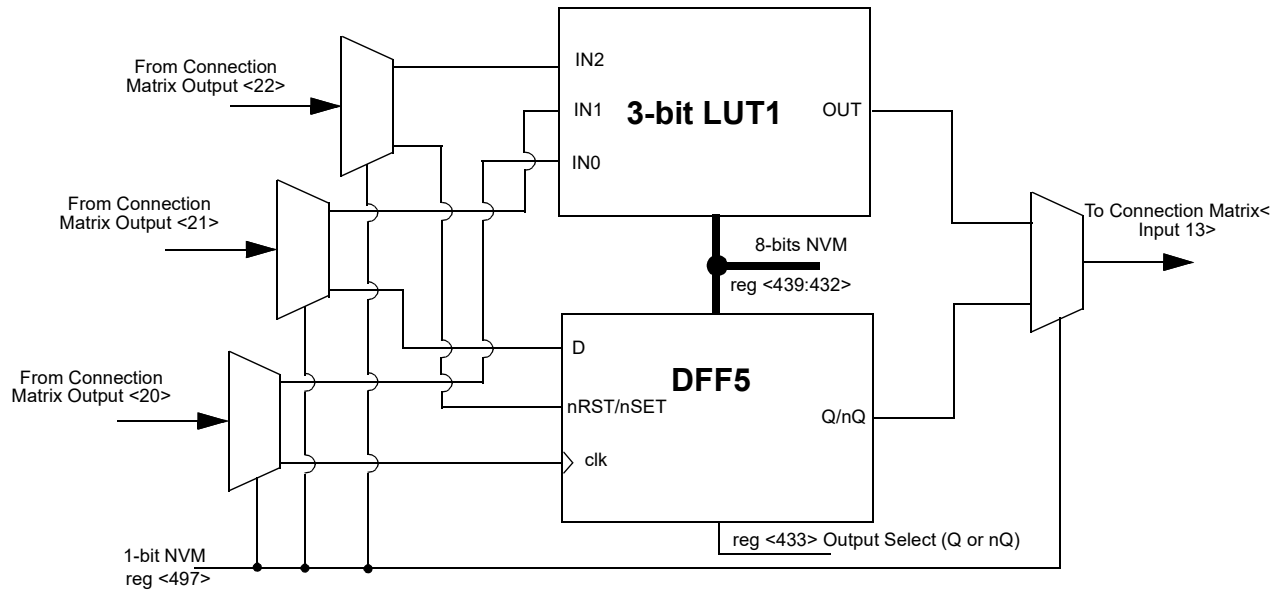 From Connection
Matrix Output <22>
IN2
IN1
3-bit LUT1
OUT
IN0
From Connection
Matrix Output <21>
To Connection Matrix<
Input 13>
8-bits NVM
reg <439:432>
D
DFF5
From Connection
Matrix Output <20>
nRST/nSET
Q/nQ
clk
reg <433> Output Select (Q or nQ)
1-bit NVM
reg <497>